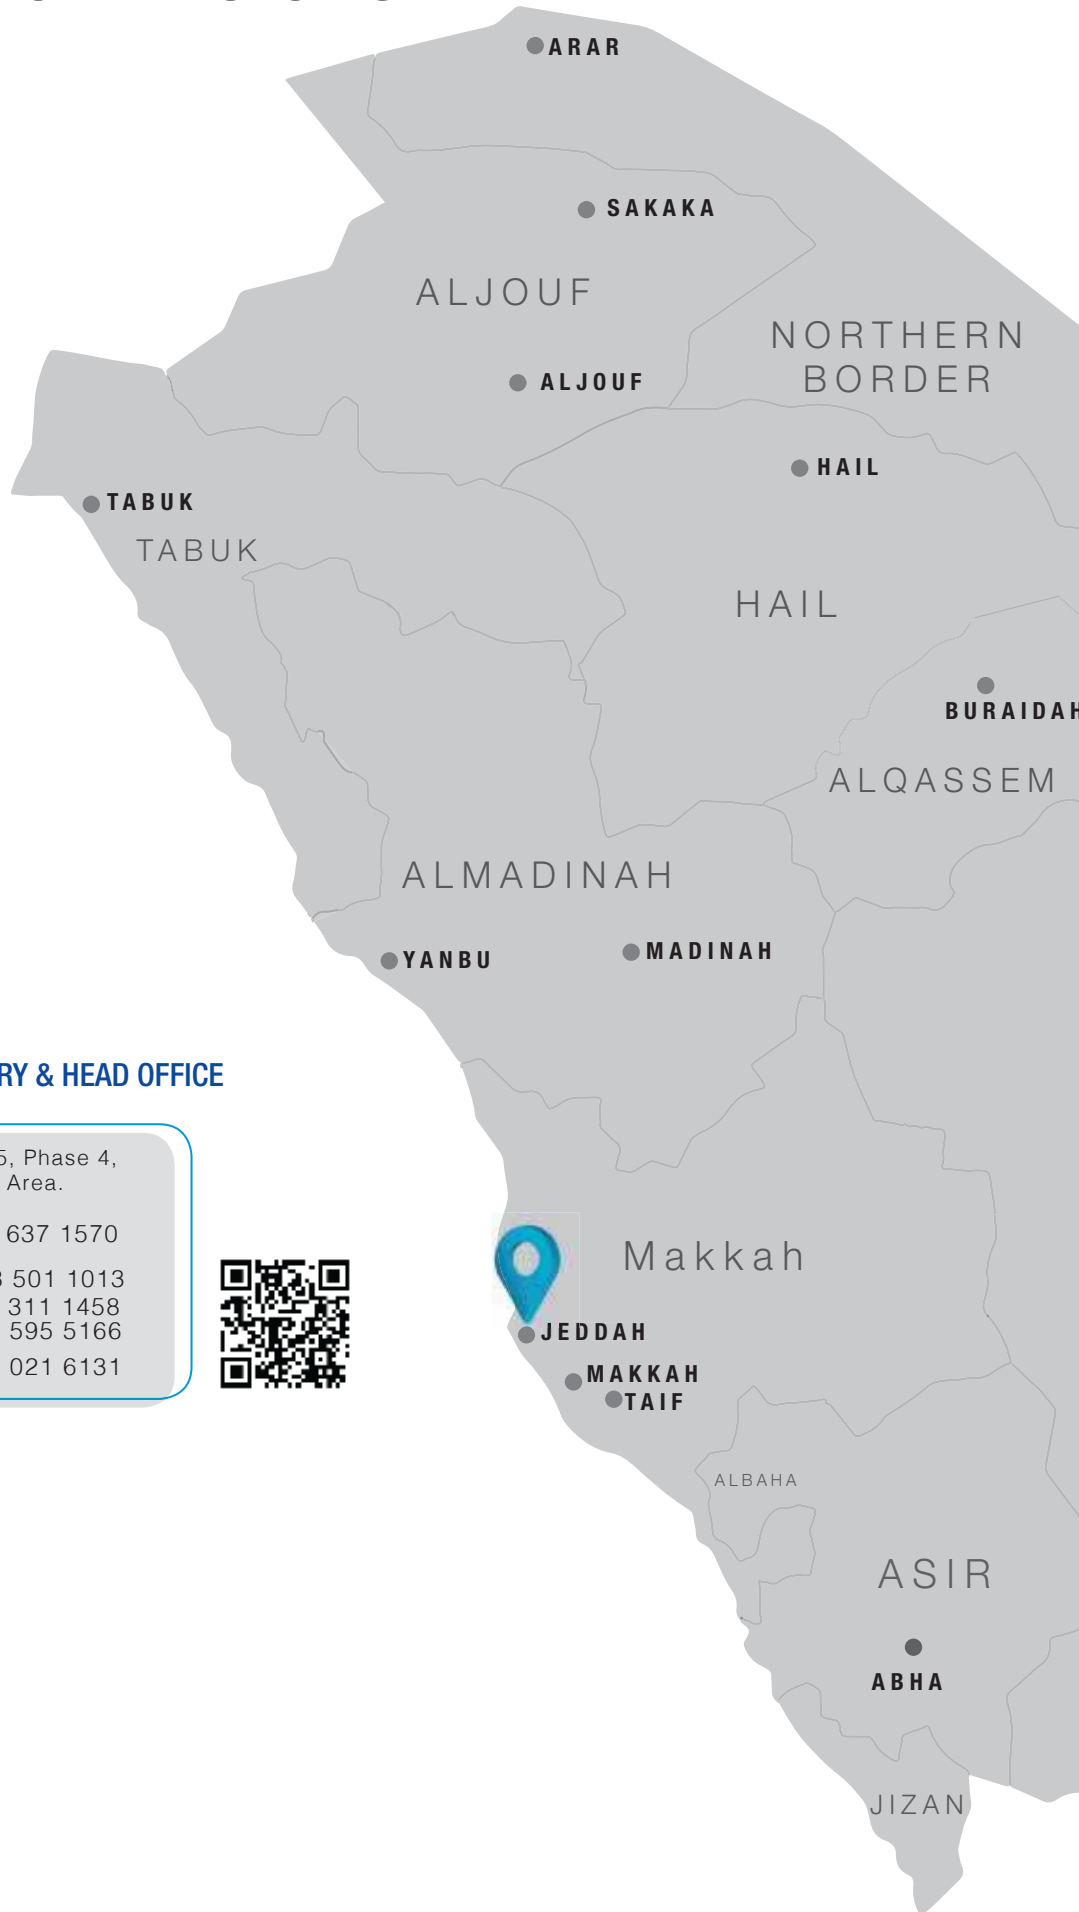 ARAR
SAKAKA
ALJOUF
NORTHERN
BORDER
ALJOUF
HAIL
TABUK
TABUK
HAIL
BURAIDAH
ALQASSEM
ALMADINAH
YANBU
MADINAH
RY & HEAD OFFICE
5, Phase 4,
Area.
637 1570
501 1013
311 1458
595 5166
021 6131
Makkah
JEDDAH
MAKKAH
TAIF
ALBAHA
ASIR
ABHA
JIZAN